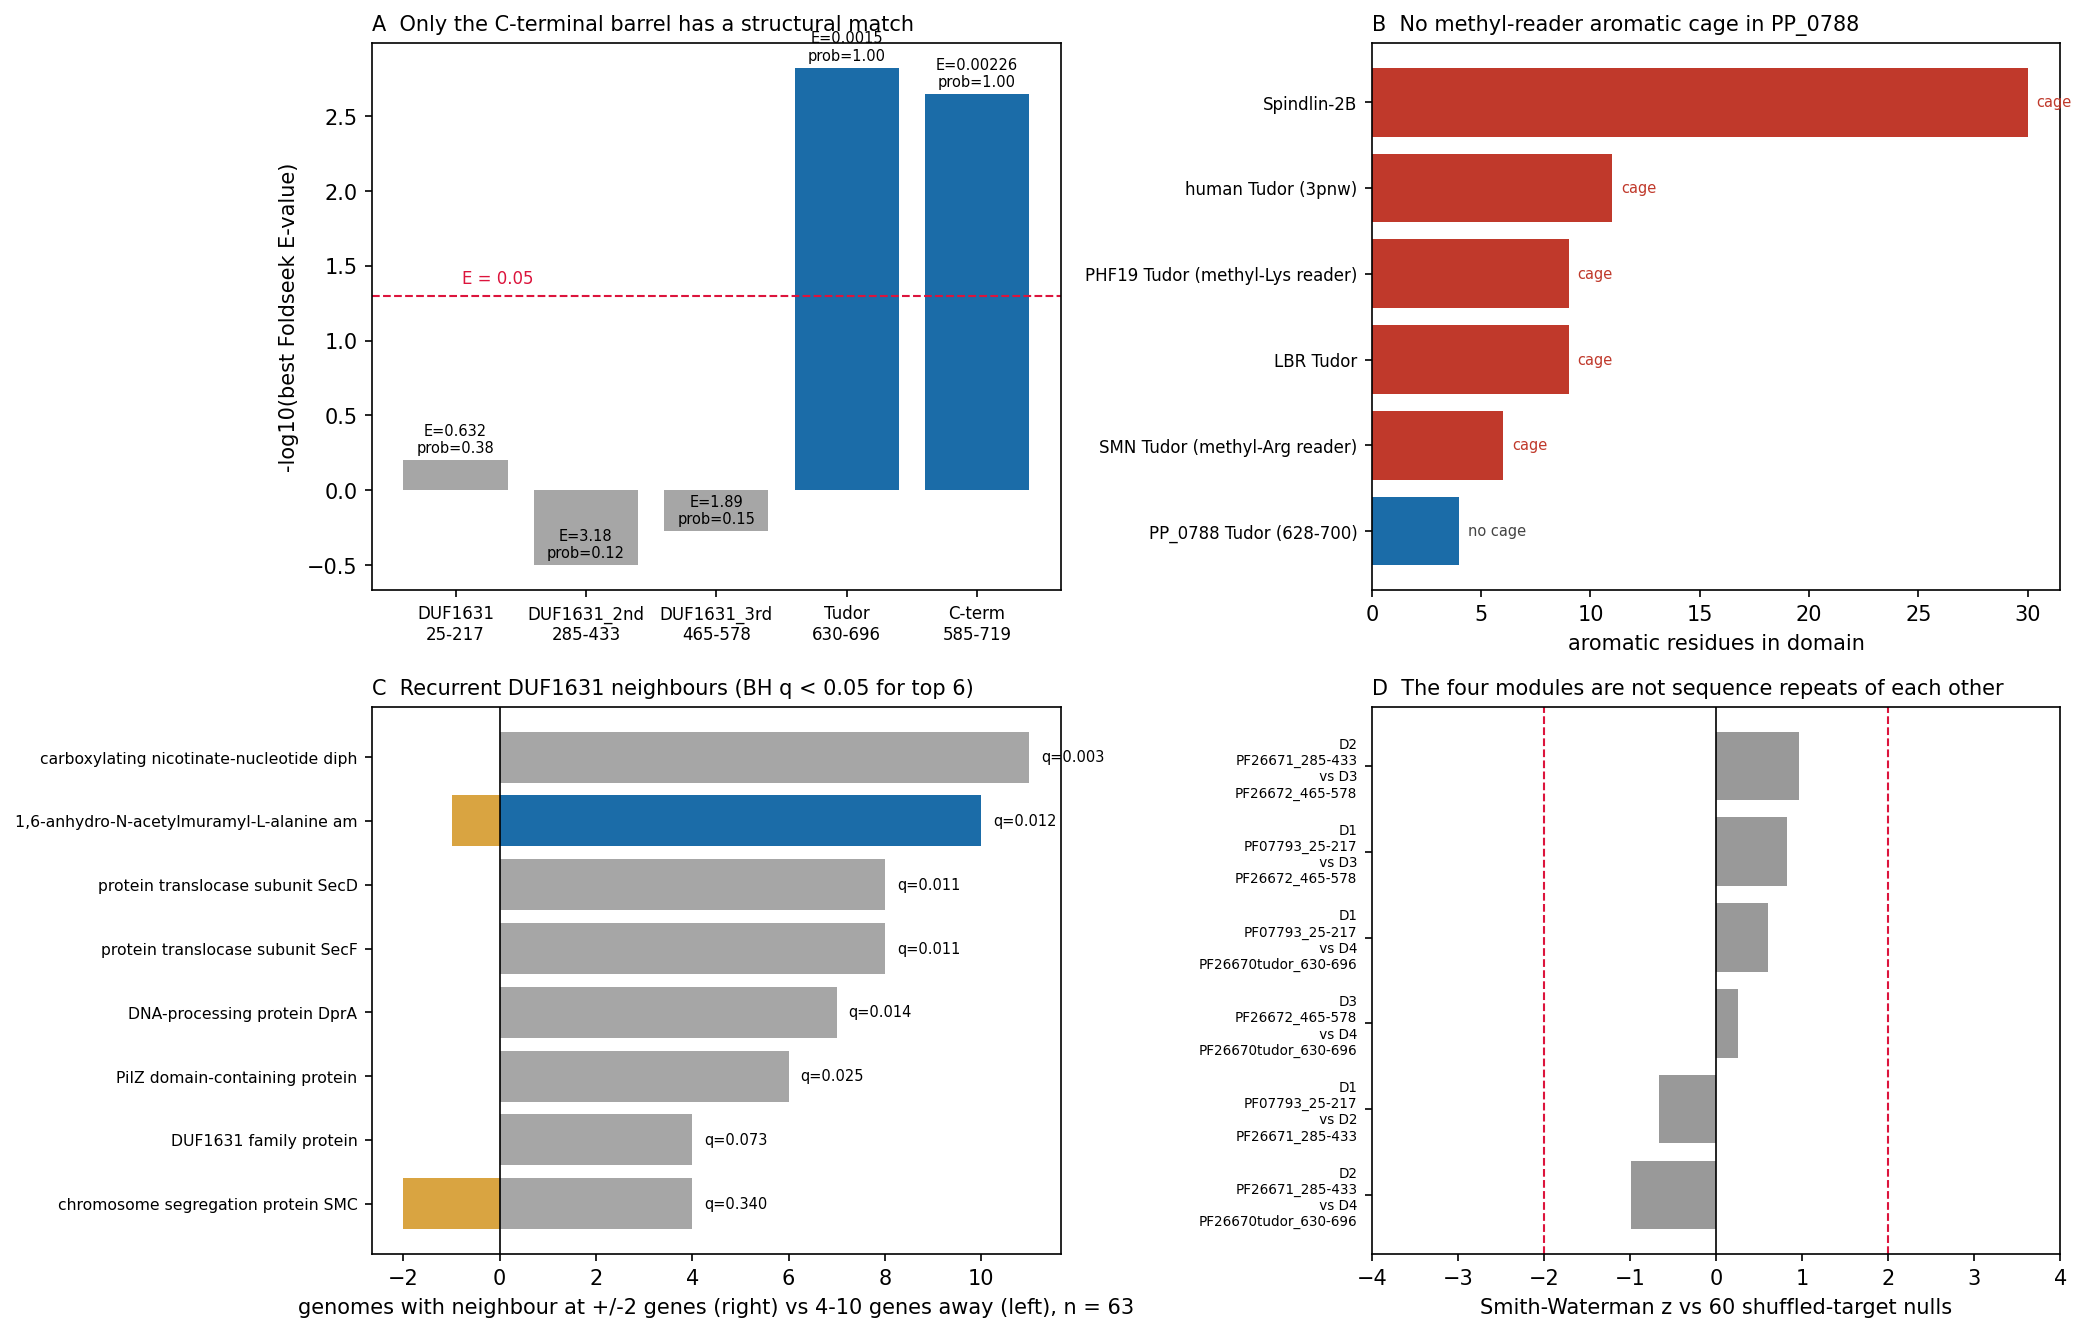 A  Only the C-terminal barrel has a structural match
E=0.0015
prob=1.00
E=0.00226
prob=1.00
E=0.632
prob=0.38
E=3.18
prob=0.12
E=1.89
prob=0.15
E = 0.05
-log10(best Foldseek E-value)
2.5
2.0
1.5
1.0
0.5
0.0
−0.5
DUF1631
25-217
DUF1631_2nd
285-433
DUF1631_3rd
465-578
Tudor
630-696
C-term
585-719
B  No methyl-reader aromatic cage in PP_0788
Spindlin-2B
cage
human Tudor (3pnw)
cage
PHF19 Tudor (methyl-Lys reader)
cage
LBR Tudor
cage
SMN Tudor (methyl-Arg reader)
cage
PP_0788 Tudor (628-700)
no cage
0 5 10 15 20 25 30
aromatic residues in domain
C  Recurrent DUF1631 neighbours (BH q < 0.05 for top 6)
carboxylating nicotinate-nucleotide diph
q=0.003
1,6-anhydro-N-acetylmuramyl-L-alanine am
q=0.012
protein translocase subunit SecD
q=0.011
protein translocase subunit SecF
q=0.011
DNA-processing protein DprA
q=0.014
PilZ domain-containing protein
q=0.025
DUF1631 family protein
q=0.073
chromosome segregation protein SMC
q=0.340
−2 0 2 4 6 8 10
genomes with neighbour at +/-2 genes (right) vs 4-10 genes away (left), n = 63
D  The four modules are not sequence repeats of each other
D2
PF26671_285-433
vs D3
PF26672_465-578
D1
PF07793_25-217
vs D3
PF26672_465-578
D1
PF07793_25-217
vs D4
PF26670tudor_630-696
D3
PF26672_465-578
vs D4
PF26670tudor_630-696
D1
PF07793_25-217
vs D2
PF26671_285-433
D2
PF26671_285-433
vs D4
PF26670tudor_630-696
−4 −3 −2 −1 0 1 2 3 4
Smith-Waterman z vs 60 shuffled-target nulls